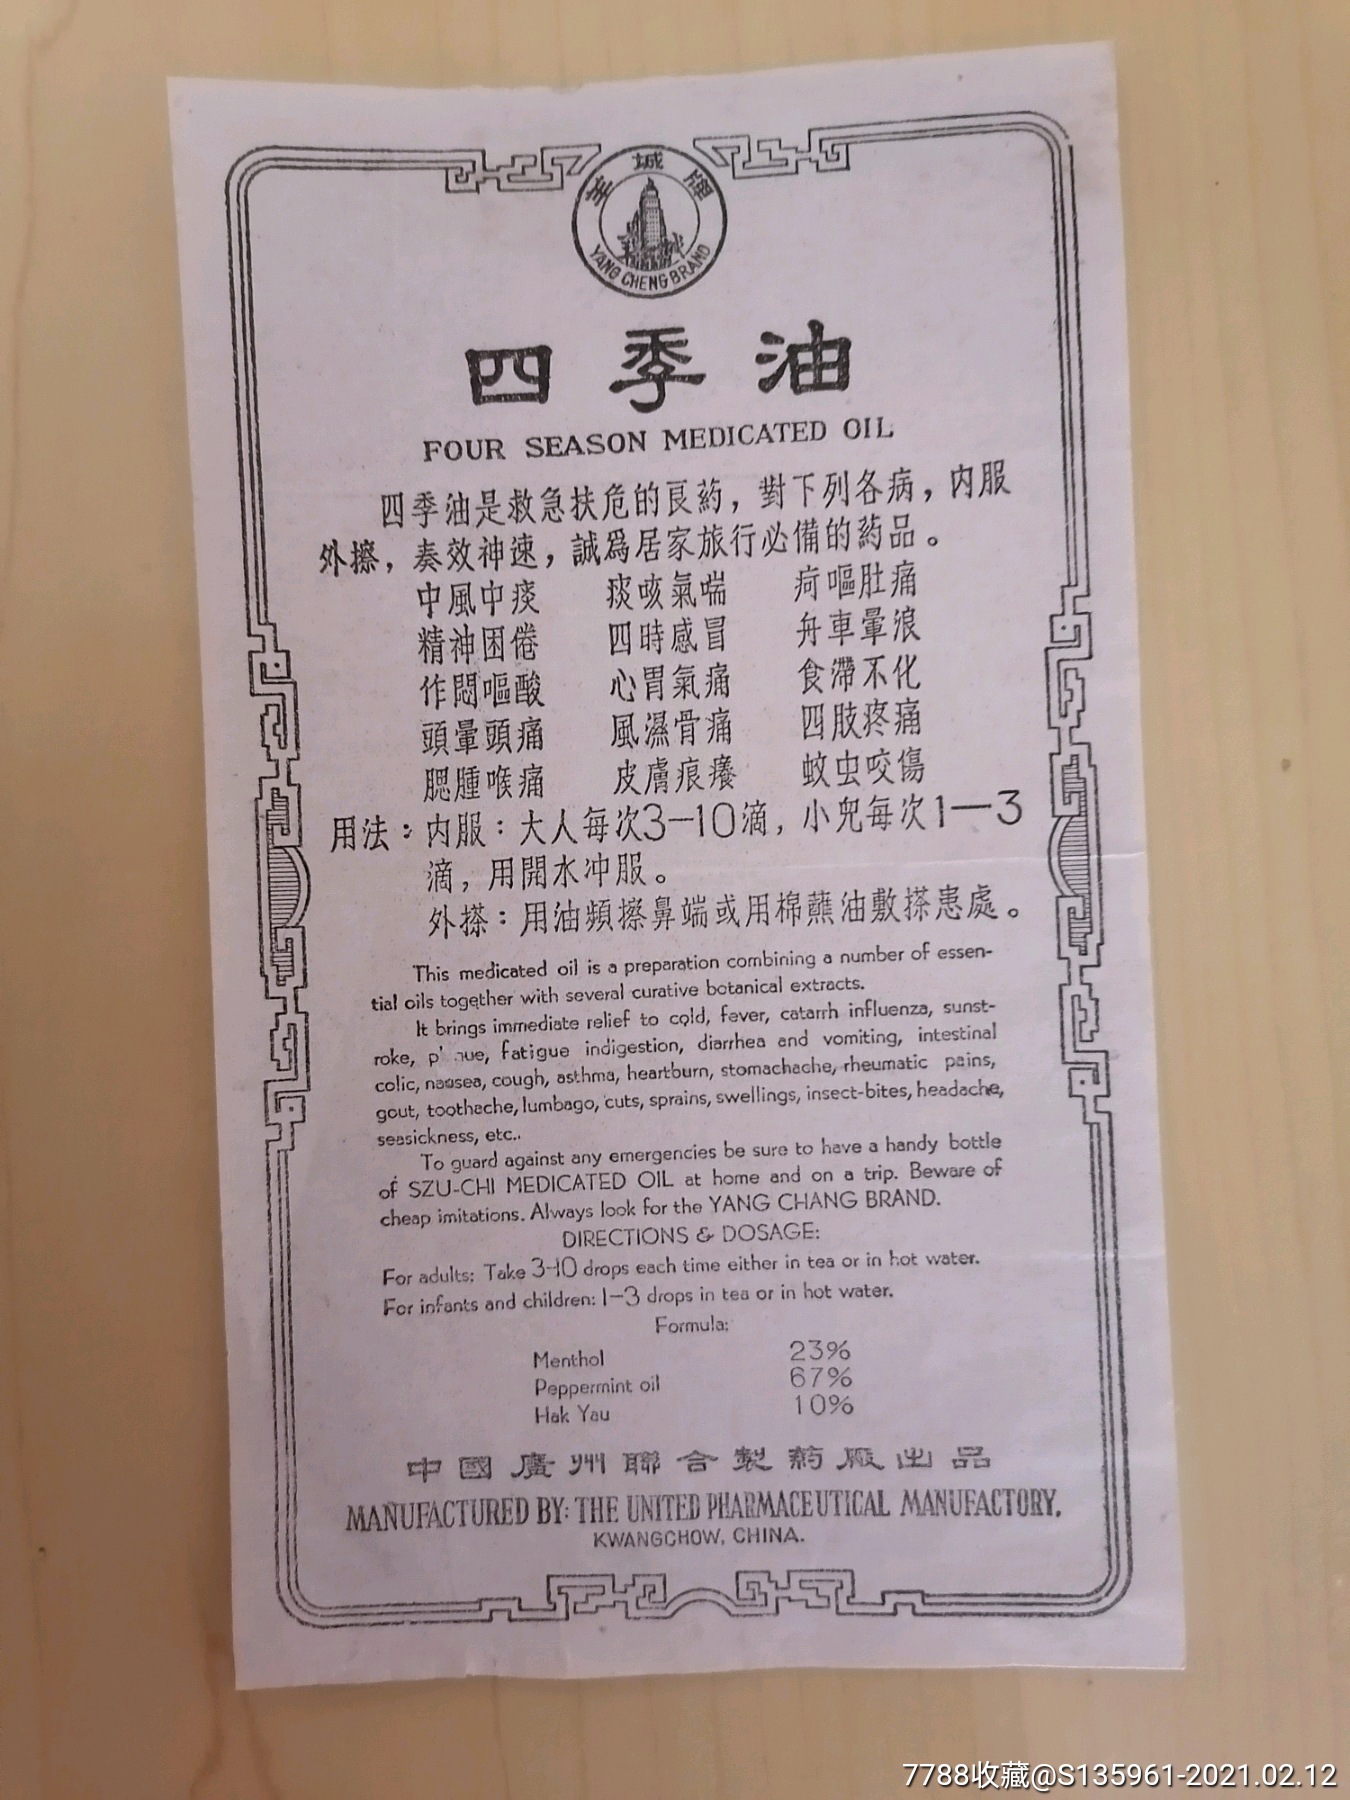 羊城牌
YANG CHENG BRAND
四季油
FOUR SEASON MEDICATED OIL
四季油是救急扶危的良葯，對下列各病，内服
外擦，奏效神速，誠爲居家旅行必備的葯品。
中風中痰 痰咳氣喘 疴嘔肚痛
精神困倦 四時感冒 舟車暈浪
作悶嘔酸 心胃氣痛 食滯不化
頭暈頭痛 風濕骨痛 四肢疼痛
腮腫喉痛 皮膚痕癢 蚊虫咬傷
用法：内服：大人每次3—10滴，小兒每次1—3
滴，用開水冲服。
外搽：用油頻擦鼻端或用棉蘸油敷搽患處。
This medicated oil is a preparation combining a number of essen-
tial oils together with several curative botanical extracts.
It brings immediate relief to cold, fever, catarrh influenza, sunst-
roke, fatigue indigestion, diarrhea and vomiting, intestinal
colic, nausea, cough, asthma, heartburn, stomachache, rheumatic pains,
gout, toothache, lumbago, cuts, sprains, swellings, insect-bites, headache,
seasickness, etc..
To guard against any emergencies be sure to have a handy bottle
of SZU-CHI MEDICATED OIL at home and on a trip. Beware of
cheap imitations. Always look for the YANG CHANG BRAND.
DIRECTIONS & DOSAGE:
For adults: Take 3-10 drops each time either in tea or in hot water.
For infants and children: 1—3 drops in tea or in hot water.
Formula:
Menthol 23%
Peppermint oil 67%
Hak Yau 10%
中國廣州聯合製葯廠出品
MANUFACTURED BY: THE UNITED PHARMACEUTICAL MANUFACTORY.
KWANGCHOW, CHINA.
7788收藏@S135961-2021.02.12